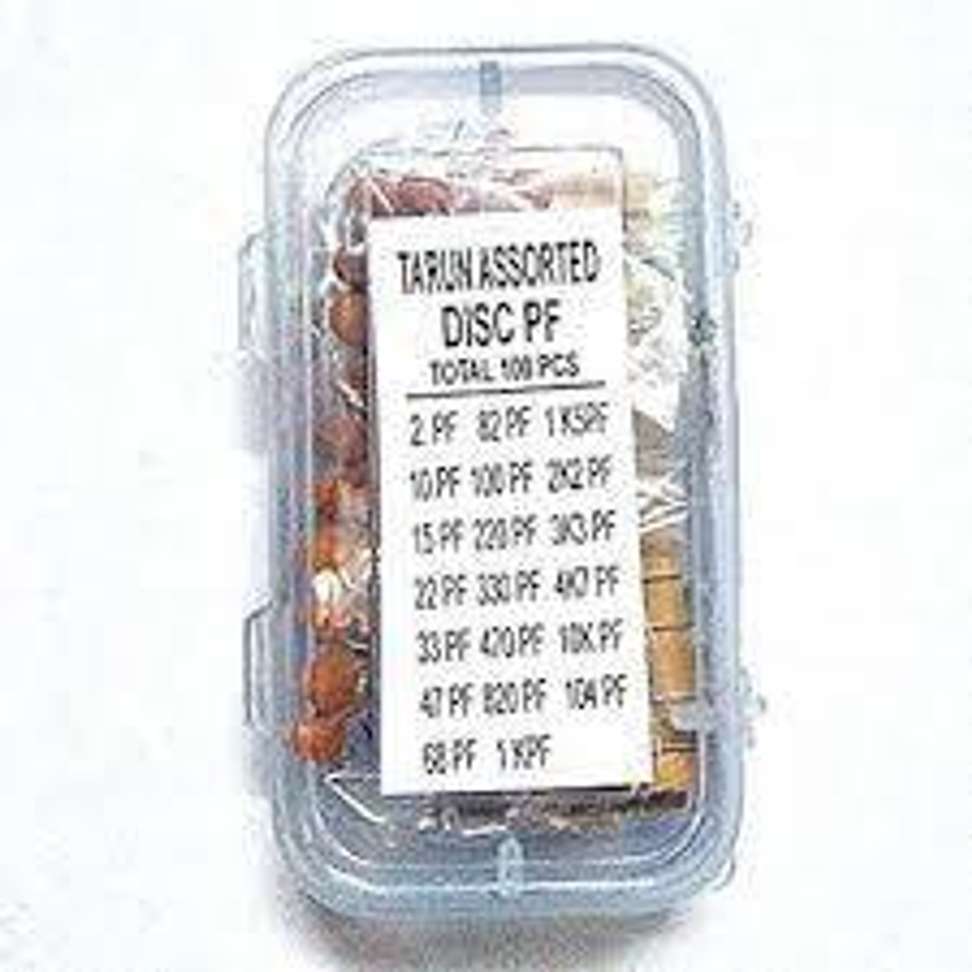 TARUN ASSORTED
DISC PF
TOTAL 100 PCS
2. PF 82 PF 1 K5PF
10 PF 100 PF 2K2 PF
15 PF 220 PF 3K3 PF
22 PF 330 PF 4K7 PF
33 PF 470 PF 10K PF
47 PF 820 PF 104 PF
68 PF 1 KPF